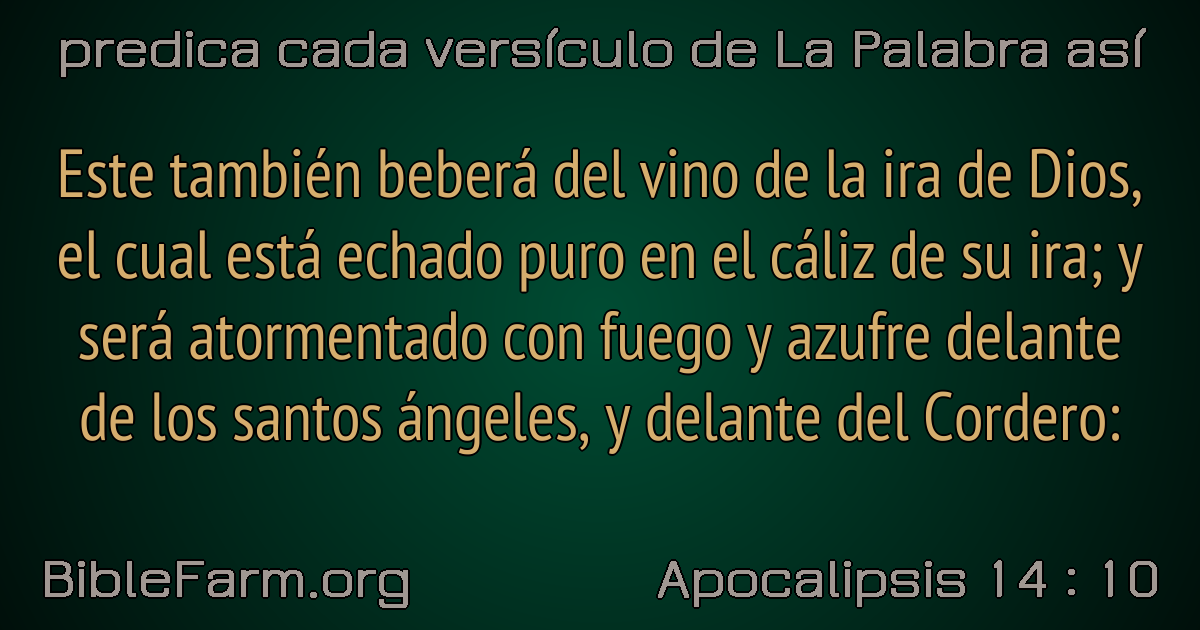 predica cada versículo de La Palabra así
Este también beberá del vino de la ira de Dios,
el cual está echado puro en el cáliz de su ira; y
será atormentado con fuego y azufre delante
de los santos ángeles, y delante del Cordero:
BibleFarm.org
Apocalipsis 14 : 10